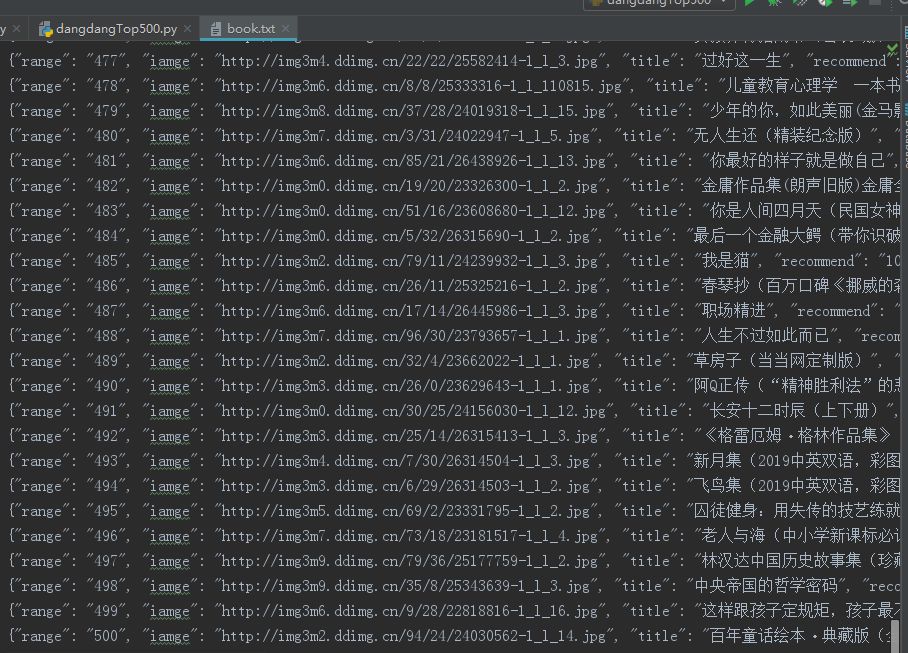 dangdangTop500
y
dangdangTop500.py
book.txt
{"range": "477", "iamge": "http://img3m4.ddimg.cn/22/22/25582414-1_l_3.jpg", "title": "过好这一生", "recommend"
{"range": "478", "iamge": "http://img3m6.ddimg.cn/8/8/25333316-1_l_110815.jpg", "title": "儿童教育心理学 一本书
{"range": "479", "iamge": "http://img3m8.ddimg.cn/37/28/24019318-1_l_15.jpg", "title": "少年的你，如此美丽(金马影
{"range": "480", "iamge": "http://img3m7.ddimg.cn/3/31/24022947-1_l_5.jpg", "title": "无人生还（精装纪念版）", "
{"range": "481", "iamge": "http://img3m6.ddimg.cn/85/21/26438926-1_l_13.jpg", "title": "你最好的样子就是做自己",
{"range": "482", "iamge": "http://img3m0.ddimg.cn/19/20/23326300-1_l_2.jpg", "title": "金庸作品集(朗声旧版)金庸全
{"range": "483", "iamge": "http://img3m0.ddimg.cn/51/16/23608680-1_l_12.jpg", "title": "你是人间四月天（民国女神
{"range": "484", "iamge": "http://img3m0.ddimg.cn/5/32/26315690-1_l_2.jpg", "title": "最后一个金融大鳄（带你识破
{"range": "485", "iamge": "http://img3m2.ddimg.cn/79/11/24239932-1_l_3.jpg", "title": "我是猫", "recommend": "10
{"range": "486", "iamge": "http://img3m6.ddimg.cn/26/11/25325216-1_l_2.jpg", "title": "春琴抄（百万口碑《挪威的森
{"range": "487", "iamge": "http://img3m6.ddimg.cn/17/14/26445986-1_l_3.jpg", "title": "职场精进", "recommend": "
{"range": "488", "iamge": "http://img3m7.ddimg.cn/96/30/23793657-1_l_1.jpg", "title": "人生不过如此而已", "recom
{"range": "489", "iamge": "http://img3m2.ddimg.cn/32/4/23662022-1_l_1.jpg", "title": "草房子（当当网定制版）", "
{"range": "490", "iamge": "http://img3m3.ddimg.cn/26/0/23629643-1_l_1.jpg", "title": "阿Q正传（“精神胜利法”的悲
{"range": "491", "iamge": "http://img3m0.ddimg.cn/30/25/24156030-1_l_12.jpg", "title": "长安十二时辰（上下册）",
{"range": "492", "iamge": "http://img3m3.ddimg.cn/25/14/26315413-1_l_3.jpg", "title": "《格雷厄姆·格林作品集》
{"range": "493", "iamge": "http://img3m4.ddimg.cn/7/30/26314504-1_l_3.jpg", "title": "新月集（2019中英双语，彩图
{"range": "494", "iamge": "http://img3m3.ddimg.cn/6/29/26314503-1_l_2.jpg", "title": "飞鸟集（2019中英双语，彩图
{"range": "495", "iamge": "http://img3m5.ddimg.cn/69/2/23331795-1_l_2.jpg", "title": "囚徒健身：用失传的技艺练就
{"range": "496", "iamge": "http://img3m7.ddimg.cn/73/18/23181517-1_l_4.jpg", "title": "老人与海（中小学新课标必读
{"range": "497", "iamge": "http://img3m9.ddimg.cn/79/36/25177759-1_l_2.jpg", "title": "林汉达中国历史故事集（珍藏
{"range": "498", "iamge": "http://img3m9.ddimg.cn/35/8/25343639-1_l_3.jpg", "title": "中央帝国的哲学密码", "reco
{"range": "499", "iamge": "http://img3m6.ddimg.cn/9/28/22818816-1_l_16.jpg", "title": "这样跟孩子定规矩，孩子最不
{"range": "500", "iamge": "http://img3m2.ddimg.cn/94/24/24030562-1_l_14.jpg", "title": "百年童话绘本·典藏版（全